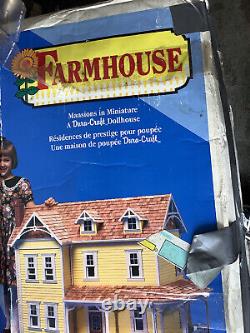 FARMHOUSE
Mansions in Miniature
A Dura-Craft Dollhouse
Résidences de prestige pour poupée
Une maison de poupée Dura-Craft